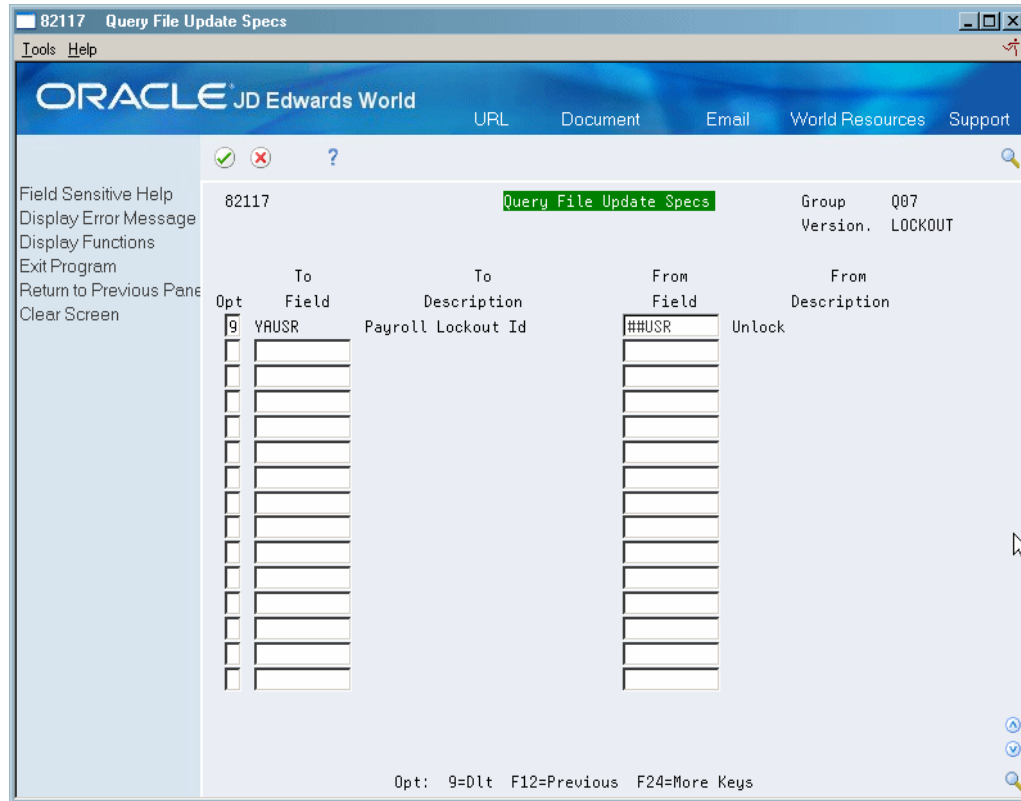 82117 Query File Update Specs
Tools Help
ORACLE JD Edwards World
URL Document Email World Resources Support
?
Field Sensitive Help
Display Error Message
Display Functions
Exit Program
Return to Previous Pane
Clear Screen
82117 Query File Update Specs Group Q07
Version. LOCKOUT
To To From From
Opt Field Description Field Description
9 YAUSR Payroll Lockout Id ##USR Unlock
Opt: 9=Dlt F12=Previous F24=More Keys